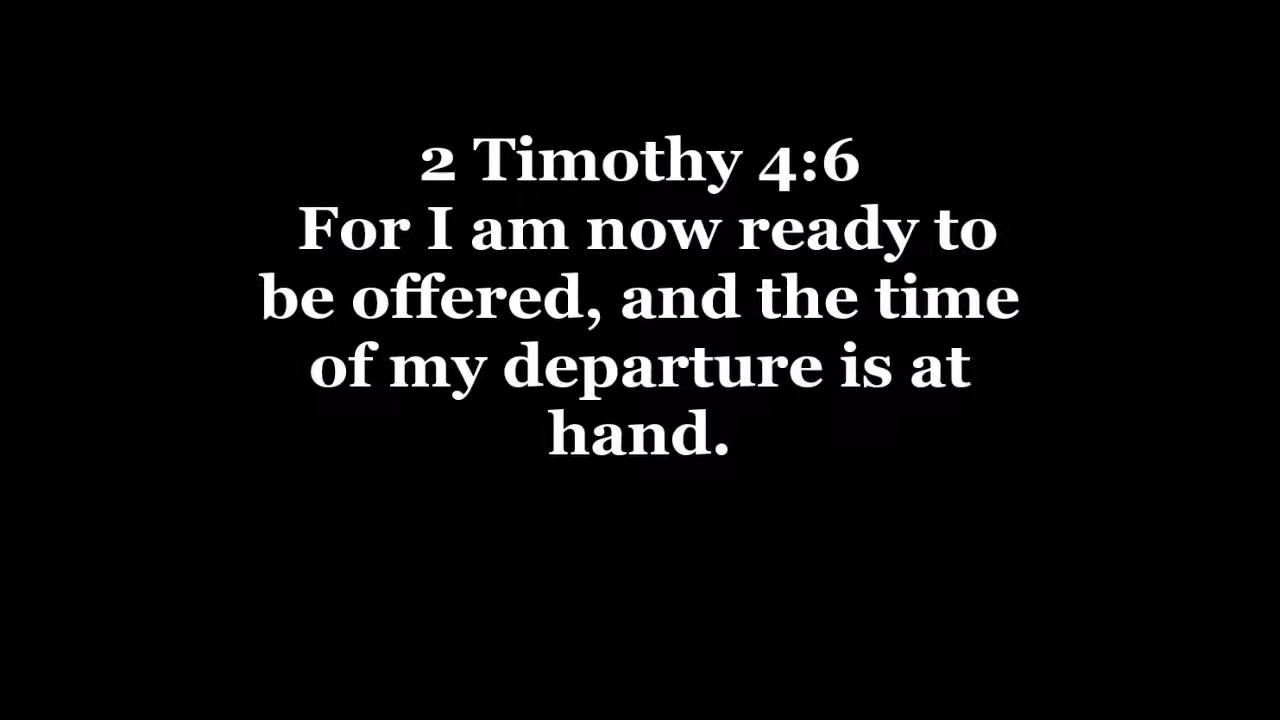 2 Timothy 4:6
For I am now ready to
be offered, and the time
of my departure is at
hand.